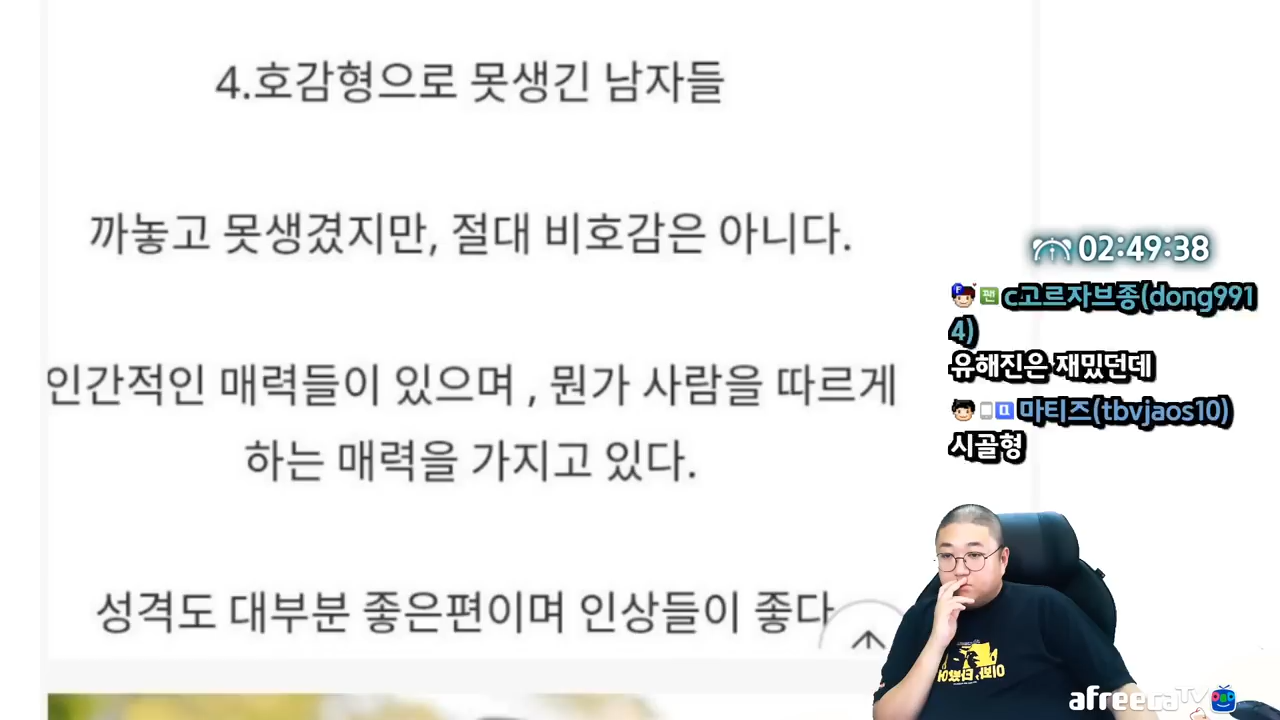 4.호감형으로 못생긴 남자들
까놓고 못생겼지만, 절대 비호감은 아니다.
인간적인 매력들이 있으며 , 뭔가 사람을 따르게
하는 매력을 가지고 있다.
성격도 대부분 좋은편이며 인상들이 좋다
02:49:38
F 팬 c고르자브종(dong991
4)
유해진은 재밌던데
마티즈(tbvjaos10)
시골형
afreecaTV